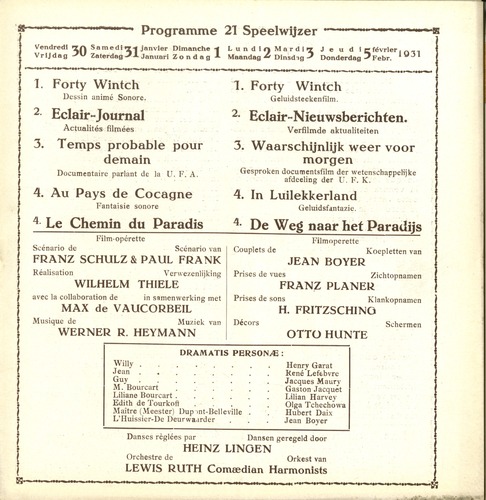 Programme 21 Speelwijzer
Vendredi Vrijdag 30 Samedi Zaterdag 31 janvier Januari Dimanche Zondag 1 Lundi Maandag 2 Mardi Dinsdag 3 Jeudi Donderdag 5 février Febr. 1931
1. Forty Wintch
Dessin animé Sonore.
2. Eclair-Journal
Actualités filmées
3. Temps probable pour
demain
Documentaire parlant de la U. F. A.
4. Au Pays de Cocagne
Fantaisie sonore
4. Le Chemin du Paradis
Film-opérette
1. Forty Wintch
Geluidsteekenfilm.
2. Eclair-Nieuwsberichten.
Verfilmde aktualiteiten
3. Waarschijnlijk weer voor
morgen
Gesproken documentsfilm der wetenschappelijke
afdeeling der U. F. K.
4. In Luilekkerland
Geluidsfantazie.
4. De Weg naar het Paradijs
Filmoperette
Scénario de Scénario van
FRANZ SCHULZ & PAUL FRANK
Réalisation Verwezenlijking
WILHELM THIELE
avec la collaboration de in samenwerking met
MAX de VAUCORBEIL
Musique de Muziek van
WERNER R. HEYMANN
Couplets de Koepletten van
JEAN BOYER
Prises de vues Zichtopnamen
FRANZ PLANER
Prises de sons Klankopnamen
H. FRITZSCHING
Décors Schermen
OTTO HUNTE
DRAMATIS PERSONÆ :
Willy . . . . . . Henry Garat
Jean . . . . . . René Lefebvre
Guy . . . . . . Jacques Maury
M. Bourcart . . . . . Gaston Jacquet
Liliane Bourcart . . . . . Lilian Harvey
Edith de Tourkoff . . . . . Olga Tchechowa
Maître (Meester) Dupont-Belleville . . Hubert Daix
L'Huissier-De Deurwaarder . . . Jean Boyer
Danses réglées par Dansen geregeld door
HEINZ LINGEN
Orchestre de Orkest van
LEWIS RUTH Comœdian Harmonists